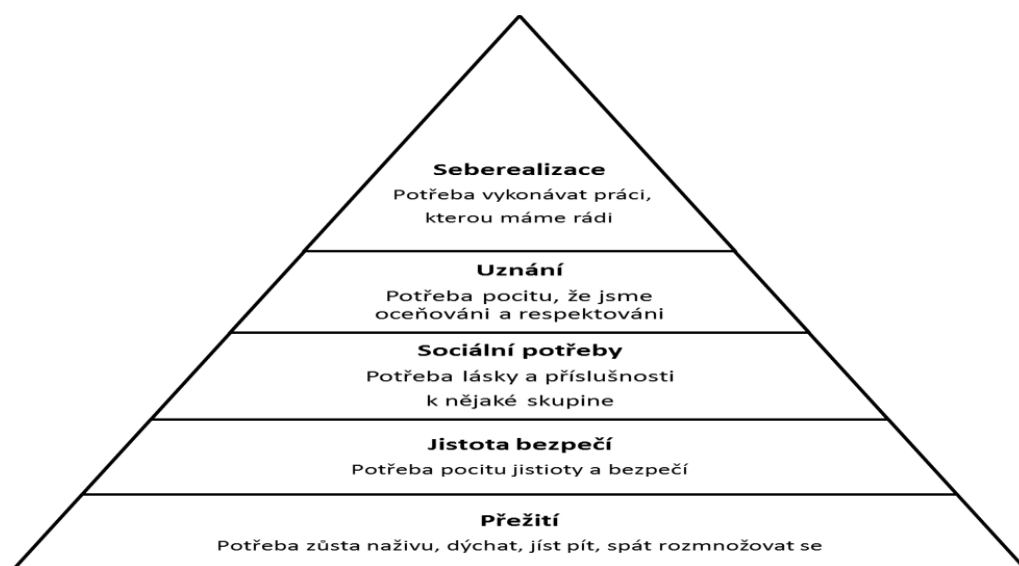 Seberealizace
Potřeba vykonávat práci,
kterou máme rádi
Uznání
Potřeba pocitu, že jsme
oceňováni a respektováni
Sociální potřeby
Potřeba lásky a příslušnosti
k nějaké skupine
Jistota bezpečí
Potřeba pocitu jistioty a bezpečí
Přežití
Potřeba zůsta naživu, dýchat, jíst pít, spát rozmnožovat se